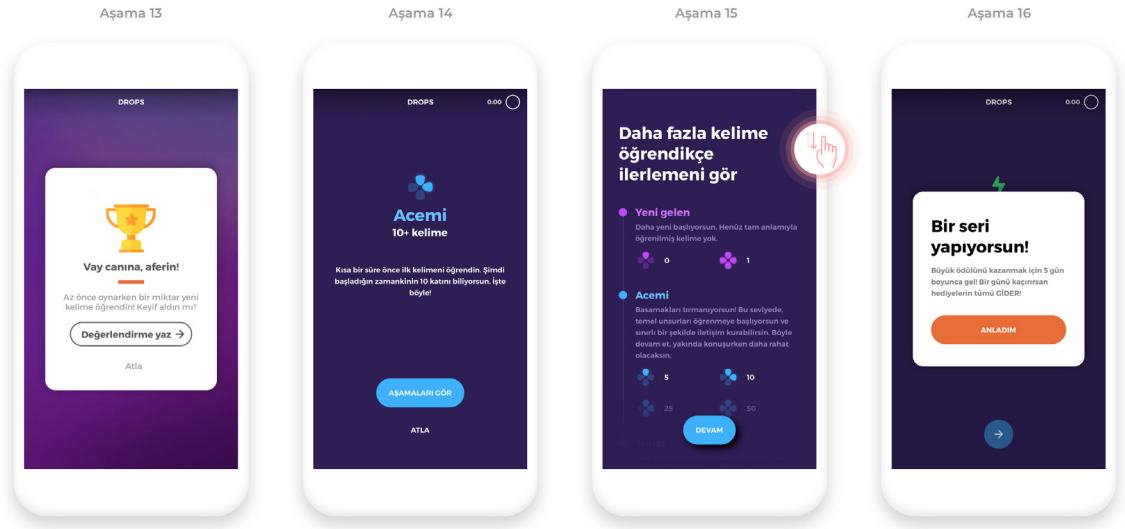 Aşama 13
DROPS
Vay canına, aferin!
Az önce oynarken bir miktar yeni
kelime öğrendin! Keyif aldın mı?
Değerlendirme yaz →
Atla
Aşama 14
DROPS
0:00
Acemi
10+ kelime
Kısa bir süre önce ilk kelimeni öğrendin. Şimdi
başladığın zamankinin 10 katını biliyorsun. İşte
böyle!
AŞAMALARI GÖR
ATLA
Aşama 15
Daha fazla kelime
öğrendikçe
ilerlemeni gör
Yeni gelen
Daha yeni başlıyorsun. Henüz tam anlamıyla
öğrenilmiş kelime yok.
0 1
Acemi
Basamakları tırmanıyorsun! Bu seviyede,
temel unsurları öğrenmeye başlıyorsun ve
sınırlı bir şekilde iletişim kurabilirsin. Böyle
devam et, yakında konuşurken daha rahat
olacaksın.
5 10
25 50
DEVAM
Aşama 16
DROPS
0:00
Bir seri
yapıyorsun!
Büyük ödülünü kazanmak için 5 gün
boyunca gel! Bir günü kaçırırsan
hediyelerin tümü GİDER!
ANLADIM